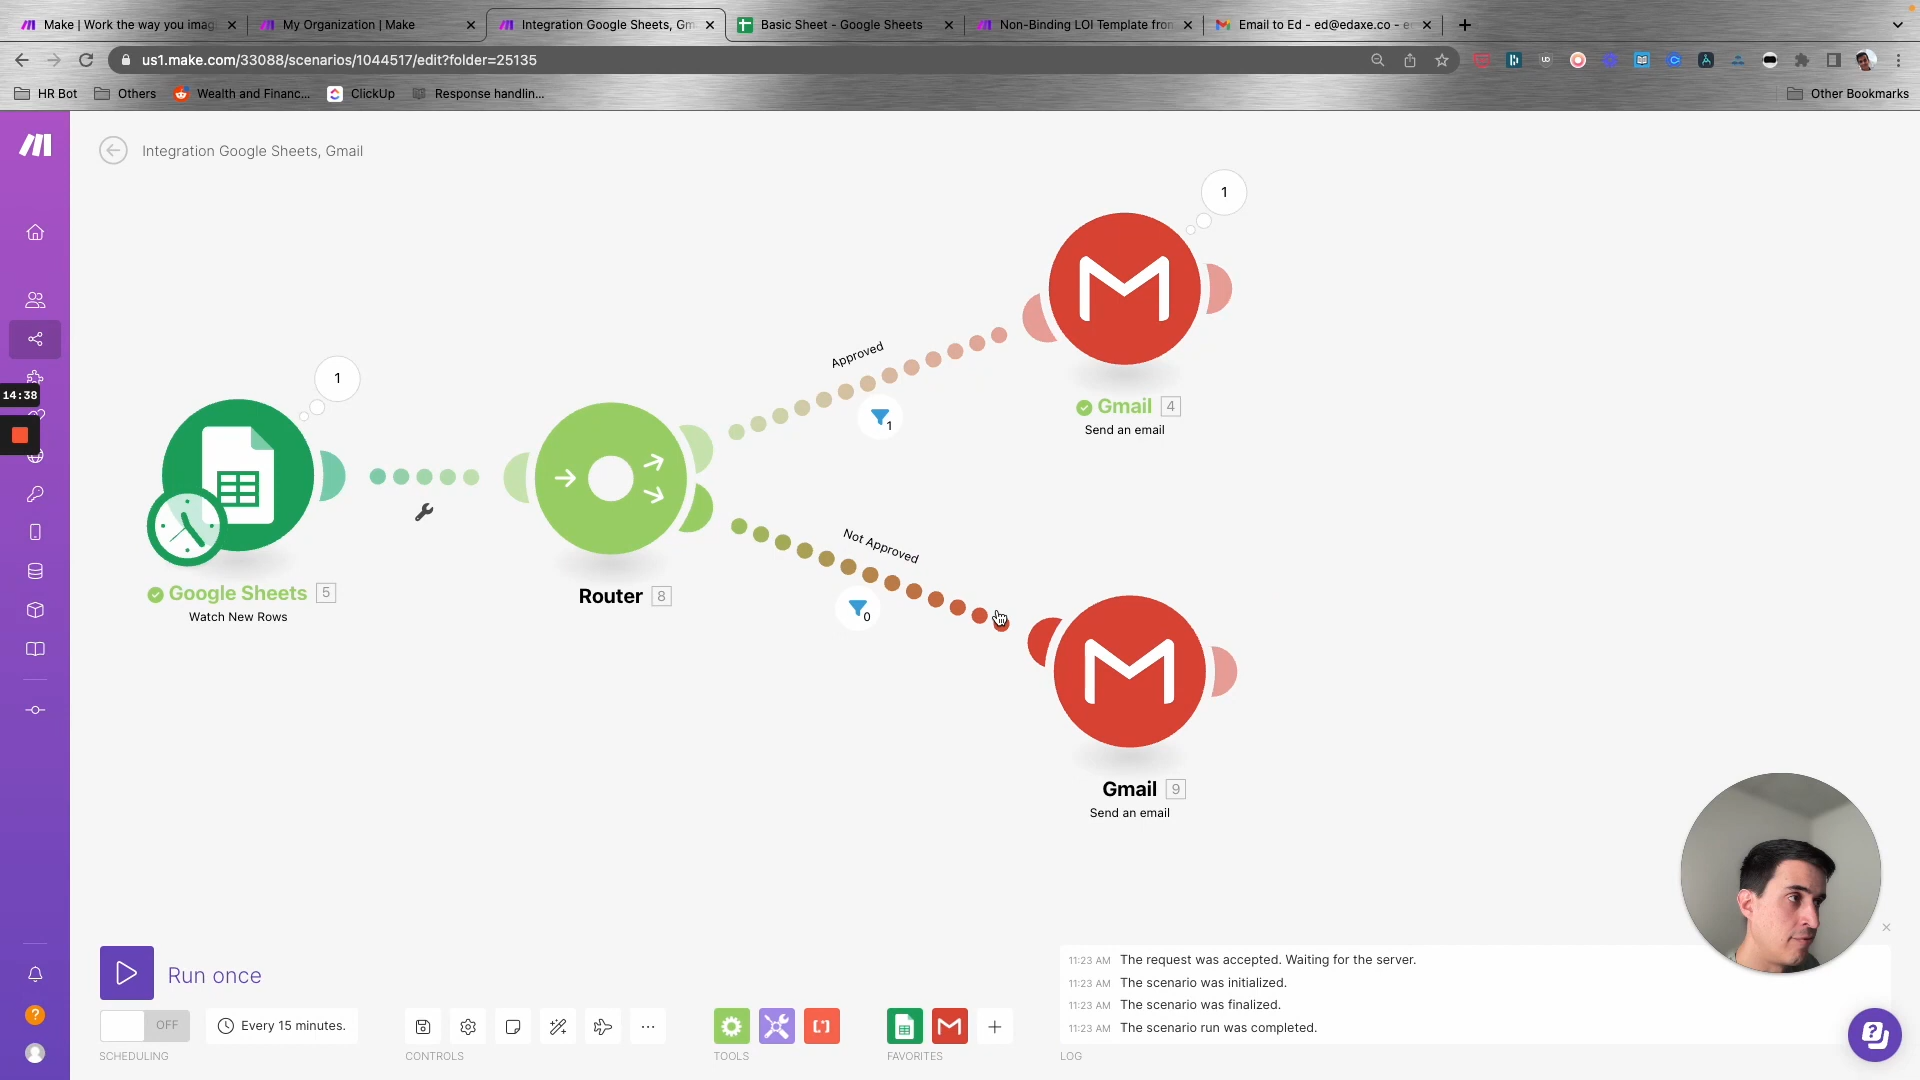 Make | Work the way you imag
My Organization | Make
Integration Google Sheets, Gm
Basic Sheet - Google Sheets
Non-Binding LOI Template from
Email to Ed - ed@edaxe.co - e
us1.make.com/33088/scenarios/1044517/edit?folder=25135
HR Bot
Others
Wealth and Financ...
ClickUp
Response handlin...
Other Bookmarks
Integration Google Sheets, Gmail
14:38
1
Google Sheets 5
Watch New Rows
Router 8
Approved
1
Not Approved
0
1
Gmail 4
Send an email
Gmail 9
Send an email
Run once
OFF
Every 15 minutes.
SCHEDULING
CONTROLS
TOOLS
FAVORITES
11:23 AM The request was accepted. Waiting for the server.
11:23 AM The scenario was initialized.
11:23 AM The scenario was finalized.
11:23 AM The scenario run was completed.
LOG